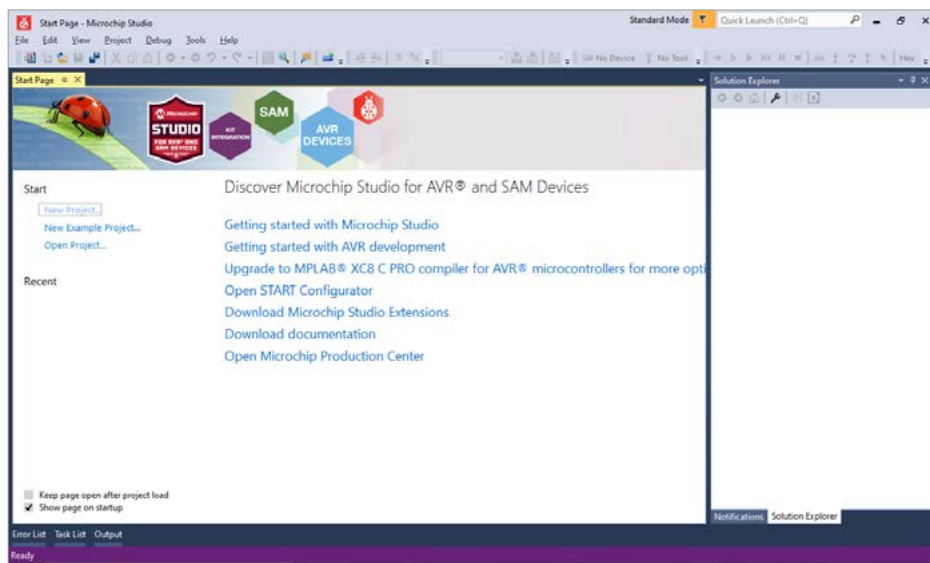 Start Page - Microchip Studio
Standard Mode
Quick Launch (Ctrl+Q)
File Edit View Project Debug Tools Help
No Device
No Tool
Hex
Start Page
Solution Explorer
MICROCHIP
STUDIO
FOR AVR® AND
SAM DEVICES
KIT
INTEGRATION
SAM
AVR
DEVICES
Start
New Project...
New Example Project...
Open Project...
Recent
Discover Microchip Studio for AVR® and SAM Devices
Getting started with Microchip Studio
Getting started with AVR development
Upgrade to MPLAB® XC8 C PRO compiler for AVR® microcontrollers for more opti
Open START Configurator
Download Microchip Studio Extensions
Download documentation
Open Microchip Production Center
Keep page open after project load
Show page on startup
Notifications Solution Explorer
Error List Task List Output
Ready